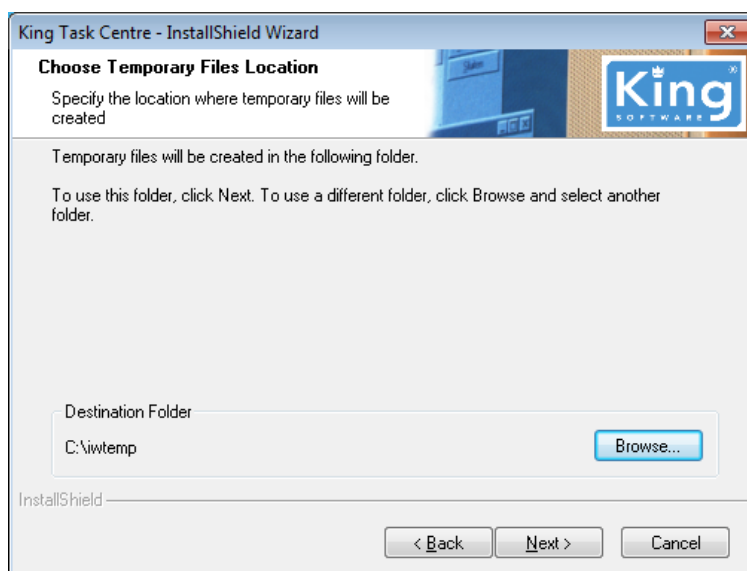 King Task Centre - InstallShield Wizard
Choose Temporary Files Location
Specify the location where temporary files will be
created
King
SOFTWARE
Temporary files will be created in the following folder.
To use this folder, click Next. To use a different folder, click Browse and select another
folder.
Destination Folder
C:\iwtemp
Browse...
InstallShield
< Back
Next >
Cancel